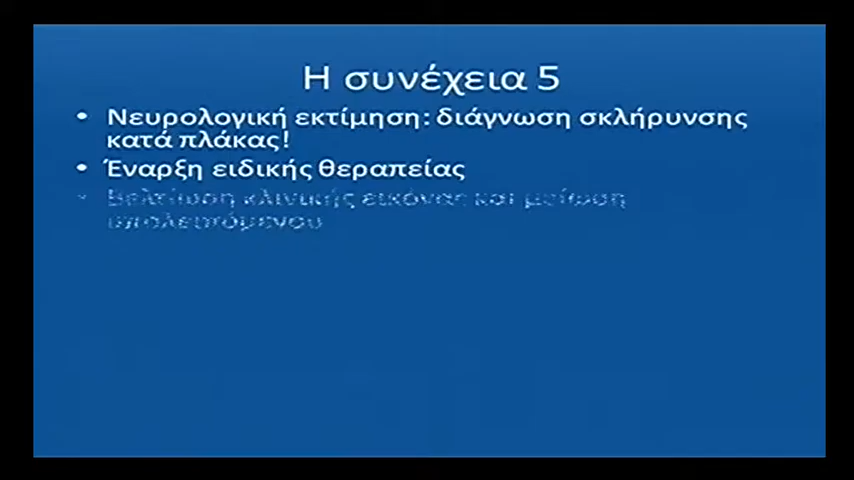 Η συνέχεια 5
• Νευρολογική εκτίμηση: διάγνωση σκλήρυνσης
κατά πλάκας!
• Έναρξη ειδικής θεραπείας
• Βελτίωση κλινικής εικόνας και μείωση
υπολειπόμενου